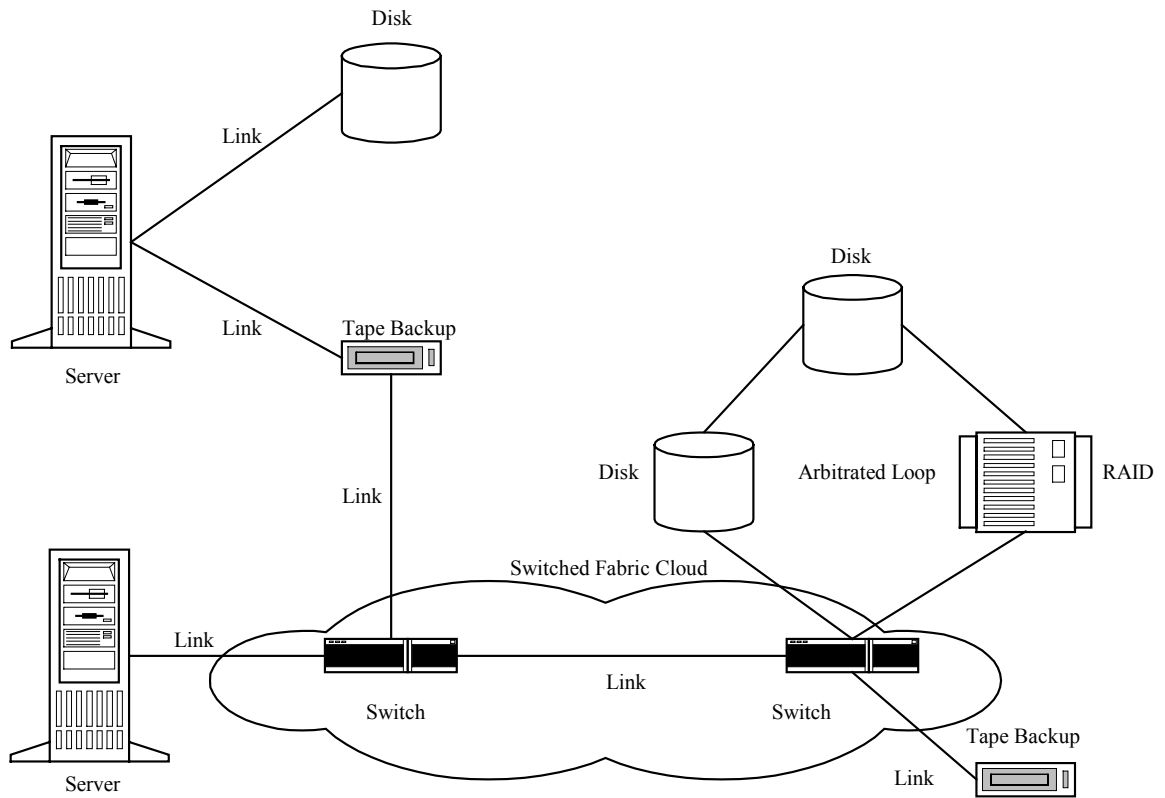 Disk
Link
Disk
Link
Tape Backup
Server
Disk
Arbitrated Loop
RAID
Link
Switched Fabric Cloud
Link
Link
Switch
Switch
Tape Backup
Link
Server